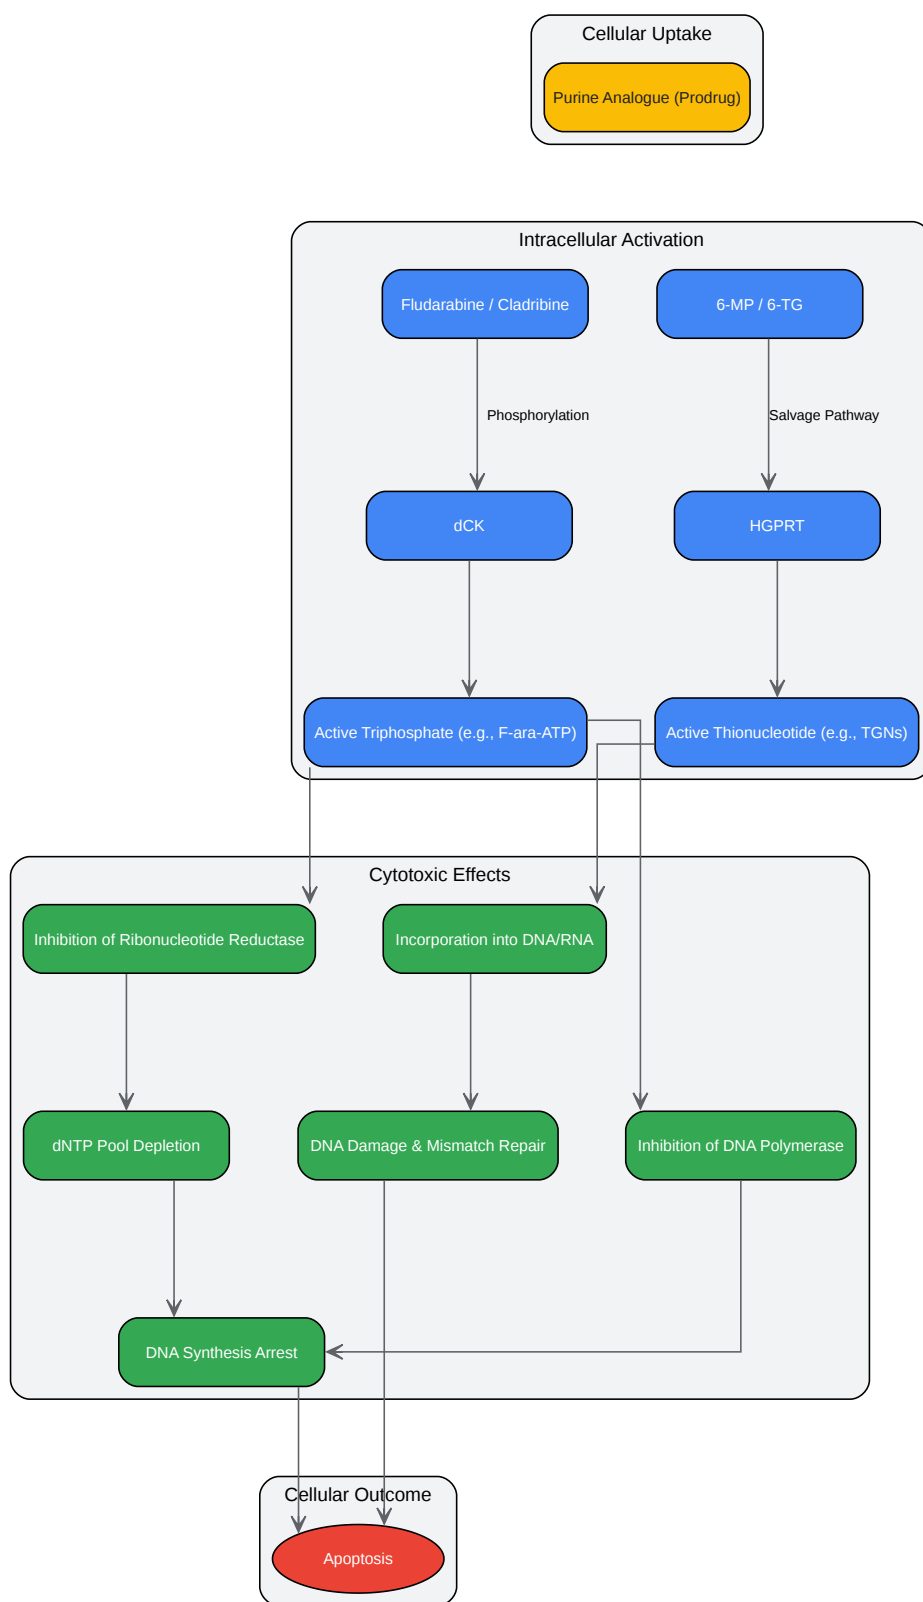 Cellular Uptake
Purine Analogue (Prodrug)
Intracellular Activation
Fludarabine / Cladribine
6-MP / 6-TG
Phosphorylation
Salvage Pathway
dCK
HGPRT
Active Triphosphate (e.g., F-ara-ATP)
Active Thionucleotide (e.g., TGNs)
Cytotoxic Effects
Inhibition of Ribonucleotide Reductase
Incorporation into DNA/RNA
dNTP Pool Depletion
DNA Damage & Mismatch Repair
Inhibition of DNA Polymerase
DNA Synthesis Arrest
Cellular Outcome
Apoptosis